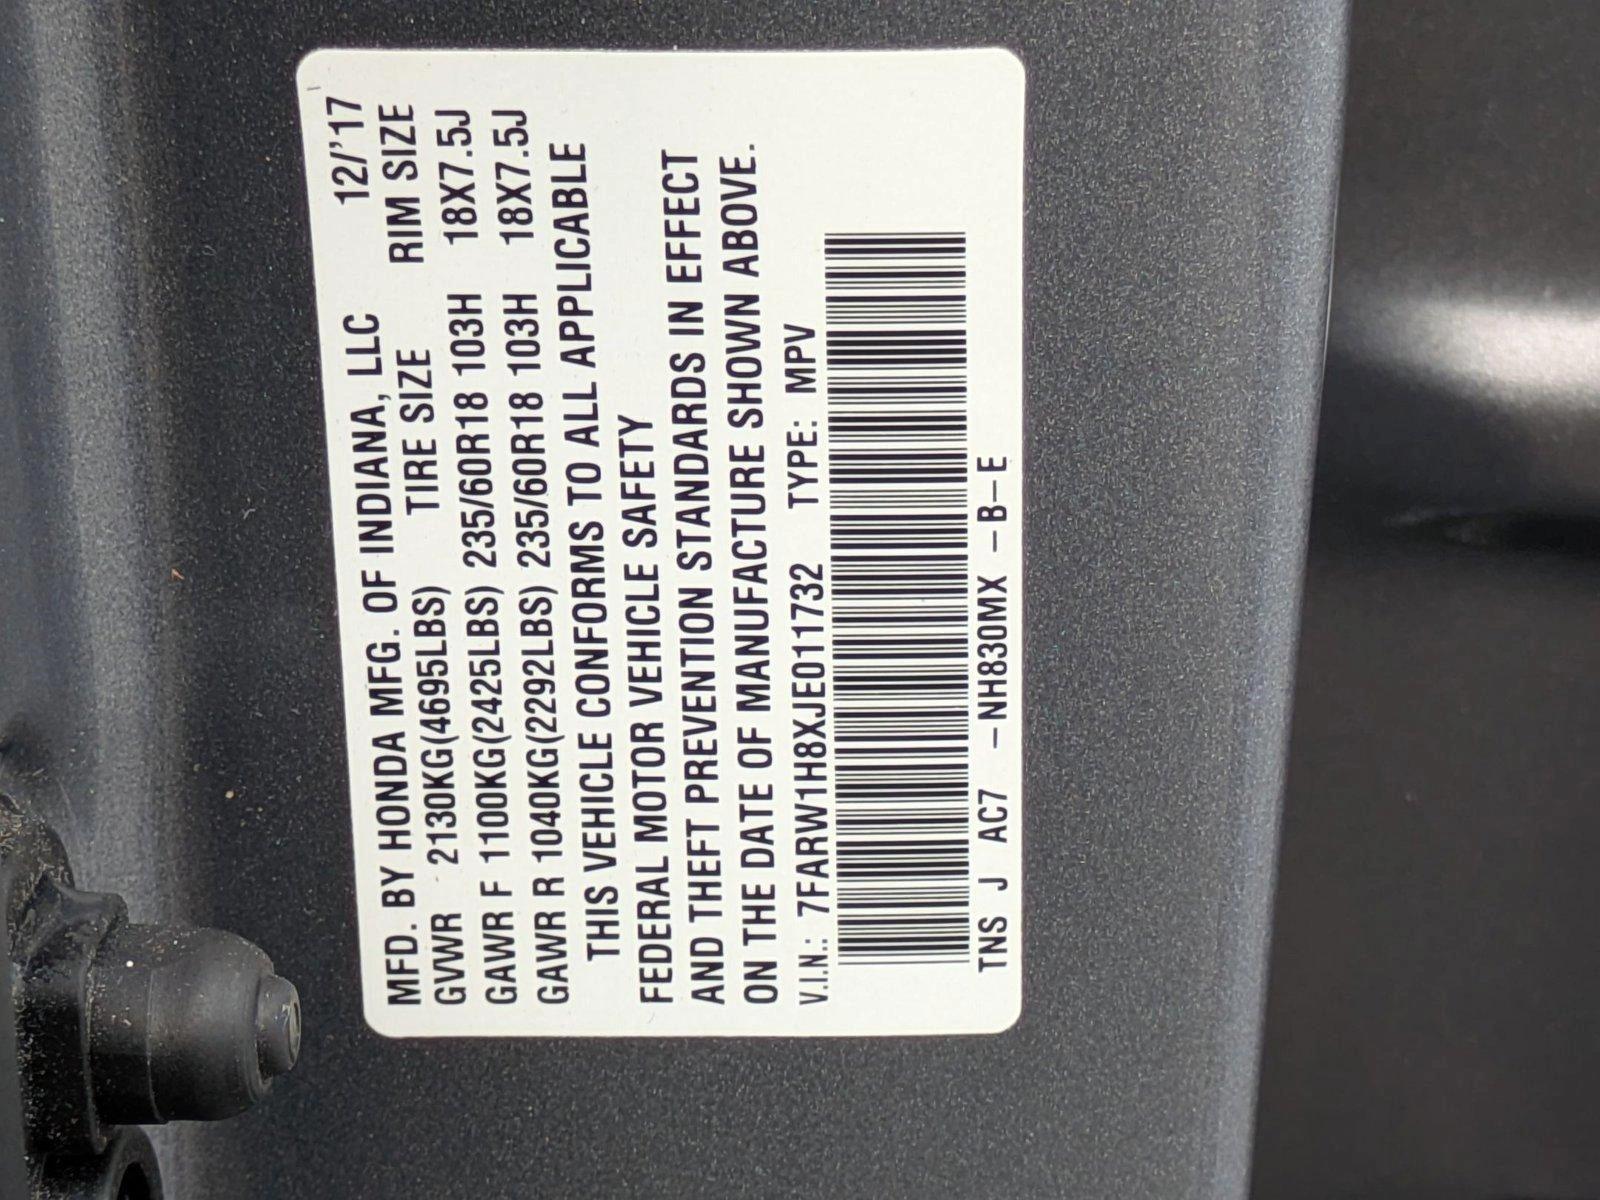 MFD. BY HONDA MFG. OF INDIANA, LLC 12/'17
TIRE SIZE RIM SIZE
GVWR 2130KG(4695LBS)
GAWR F 1100KG(2425LBS) 235/60R18 103H 18X7.5J
GAWR R 1040KG(2292LBS) 235/60R18 103H 18X7.5J
THIS VEHICLE CONFORMS TO ALL APPLICABLE
FEDERAL MOTOR VEHICLE SAFETY
AND THEFT PREVENTION STANDARDS IN EFFECT
ON THE DATE OF MANUFACTURE SHOWN ABOVE.
V.I.N.: 7FARW1H8XJE011732 TYPE: MPV
TNS J AC7 -NH830MX -B-E